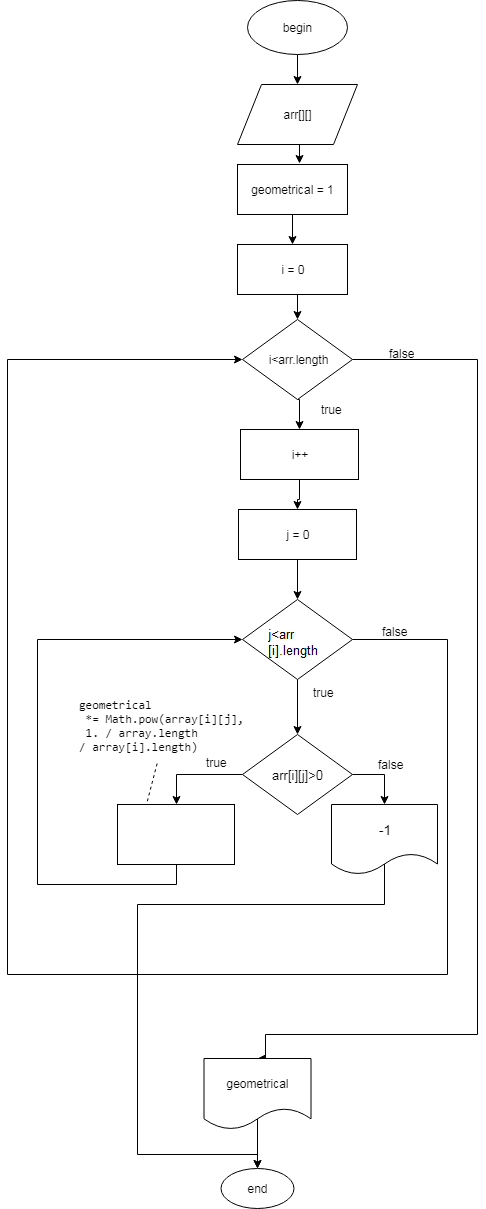 begin
arr[][]
geometrical = 1
i = 0
i<arr.length
false
true
i++
j = 0
j<arr
[i].length
false
true
geometrical
*= Math.pow(array[i][j],
1. / array.length
/ array[i].length)
true
arr[i][j]>0
false
-1
geometrical
end